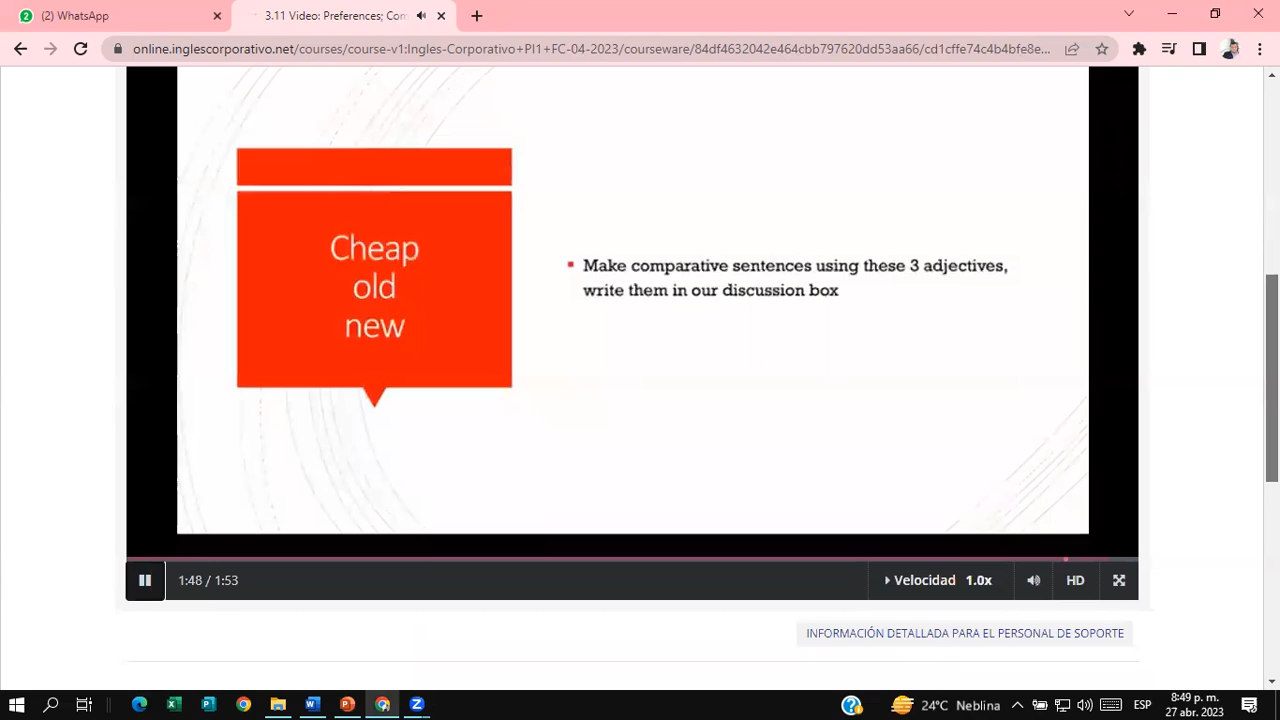 (2) WhatsApp
3.11 Video: Preferences; Com
online.inglescorporativo.net/courses/course-v1:Ingles-Corporativo+PI1+FC-04-2023/courseware/84df4632042e464cbb797620dd53aa66/cd1cffe74c4b4bfe8e...
Cheap
old
new
Make comparative sentences using these 3 adjectives,
write them in our discussion box
1:48 / 1:53
Velocidad 1.0x
HD
INFORMACIÓN DETALLADA PARA EL PERSONAL DE SOPORTE
24°C Neblina
ESP
8:49 p. m.
27 abr. 2023